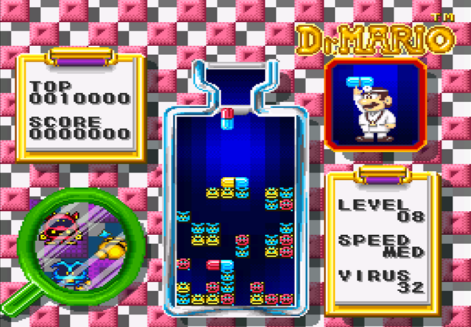 TM
Dr.MARIO
TOP
0010000
SCORE
0000000
LEVEL
08
SPEED
MED
VIRUS
32